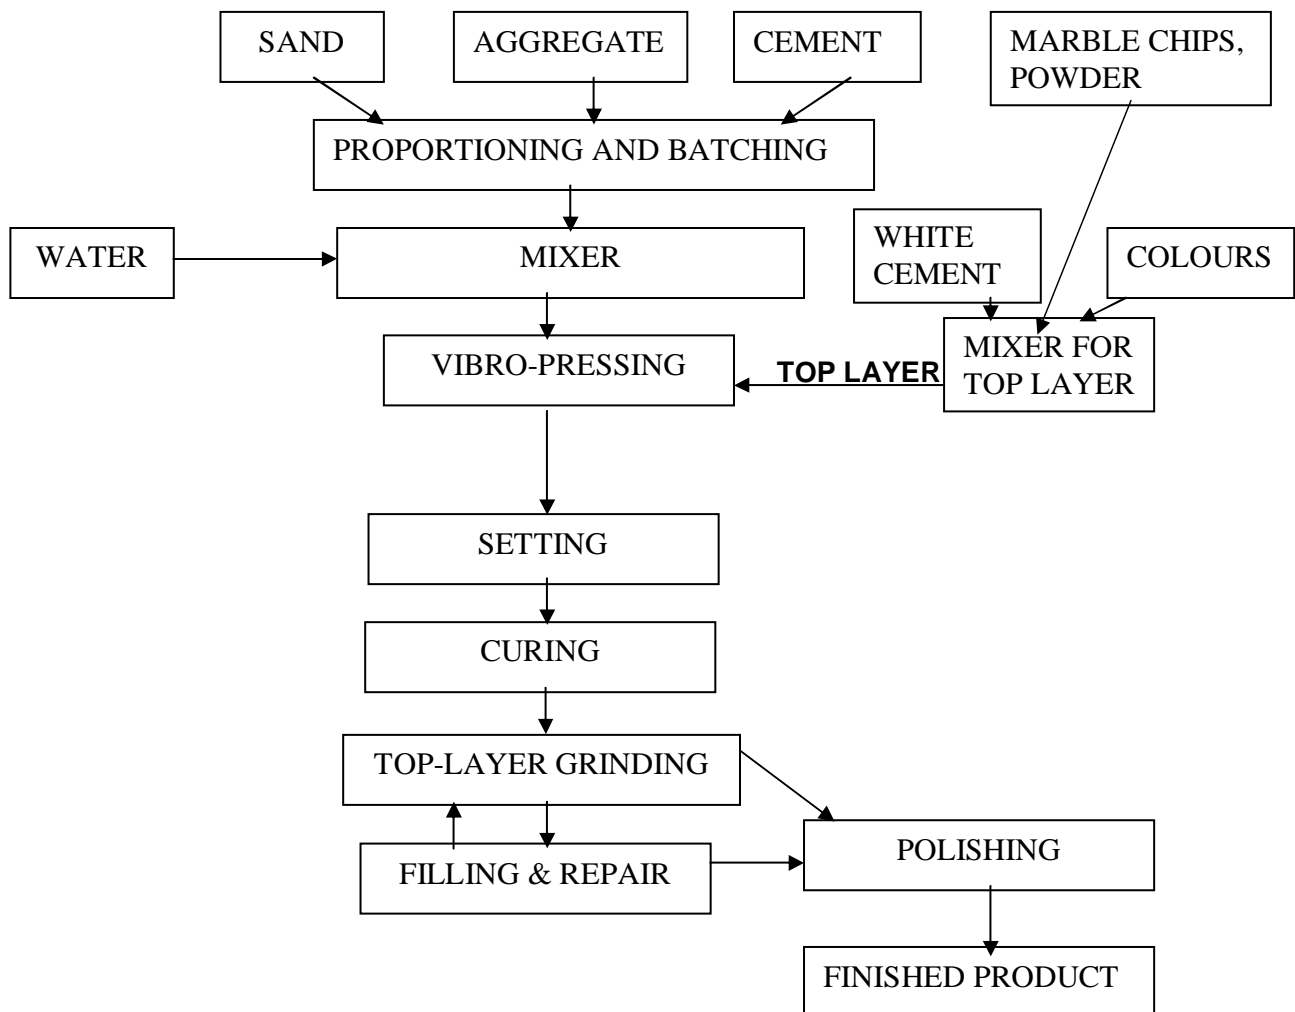 SAND
AGGREGATE
CEMENT
MARBLE CHIPS,
POWDER
PROPORTIONING AND BATCHING
WATER
MIXER
WHITE
CEMENT
COLOURS
VIBRO-PRESSING
TOP LAYER
MIXER FOR
TOP LAYER
SETTING
CURING
TOP-LAYER GRINDING
FILLING & REPAIR
POLISHING
FINISHED PRODUCT